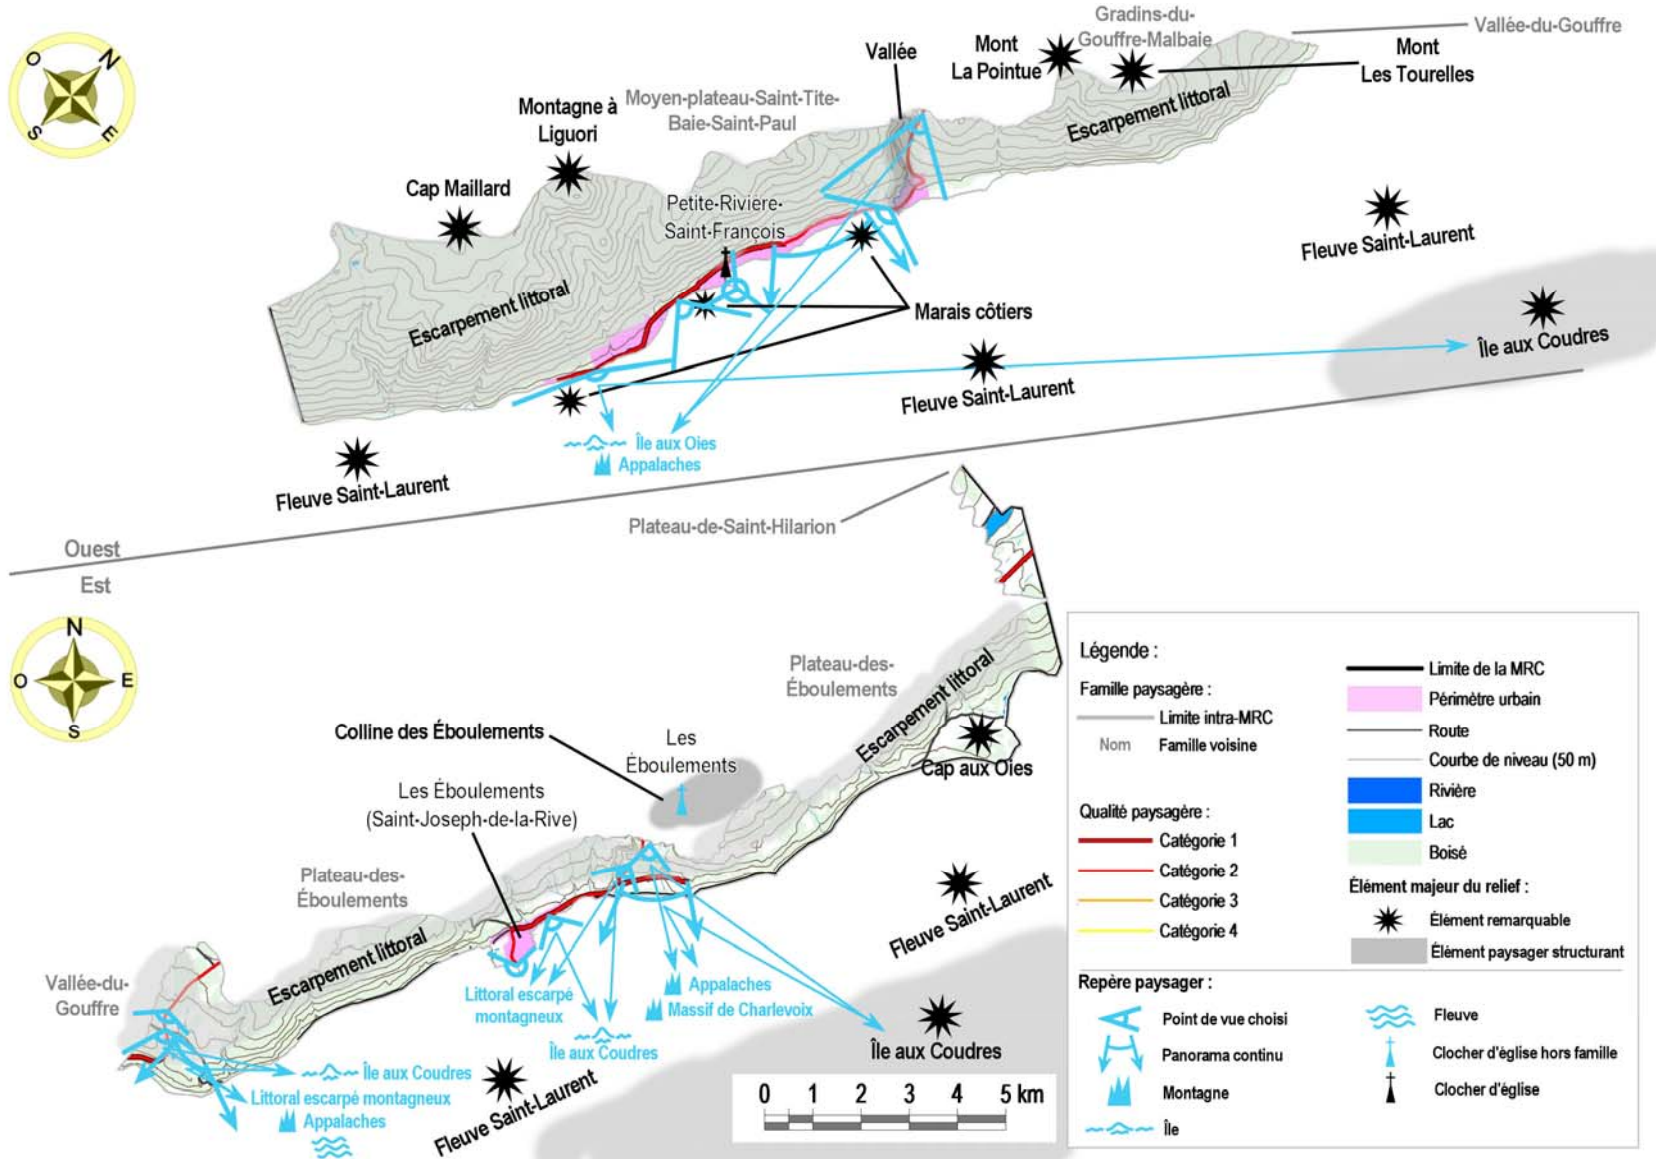 Gradins-du-
Gouffre-Malbaie
Vallée-du-Gouffre
Mont
La Pointue
Mont
Les Tourelles
Vallée
O
N
S
E
Moyen-plateau-Saint-Tite-
Baie-Saint-Paul
Montagne à
Liguori
Escarpement littoral
Cap Maillard
Petite-Rivière-
Saint-François
Fleuve Saint-Laurent
Escarpement littoral
Marais côtiers
Île aux Coudres
Fleuve Saint-Laurent
Île aux Oies
Appalaches
Fleuve Saint-Laurent
Plateau-de-Saint-Hilarion
Ouest
Est
N
O
E
S
Plateau-des-
Éboulements
Escarpement littoral
Colline des Éboulements
Les
Éboulements
Cap aux Oies
Les Éboulements
(Saint-Joseph-de-la-Rive)
Plateau-des-
Éboulements
Escarpement littoral
Fleuve Saint-Laurent
Vallée-du-
Gouffre
Littoral escarpé
montagneux
Appalaches
Massif de Charlevoix
Île aux Coudres
Île aux Coudres
Île aux Coudres
Littoral escarpé montagneux
Appalaches
Fleuve Saint-Laurent
0 1 2 3 4 5 km
Légende :
Famille paysagère :
Limite intra-MRC
Nom Famille voisine
Qualité paysagère :
Catégorie 1
Catégorie 2
Catégorie 3
Catégorie 4
Limite de la MRC
Périmètre urbain
Route
Courbe de niveau (50 m)
Rivière
Lac
Boisé
Élément majeur du relief :
Élément remarquable
Élément paysager structurant
Repère paysager :
Point de vue choisi
Panorama continu
Montagne
Île
Fleuve
Clocher d'église hors famille
Clocher d'église